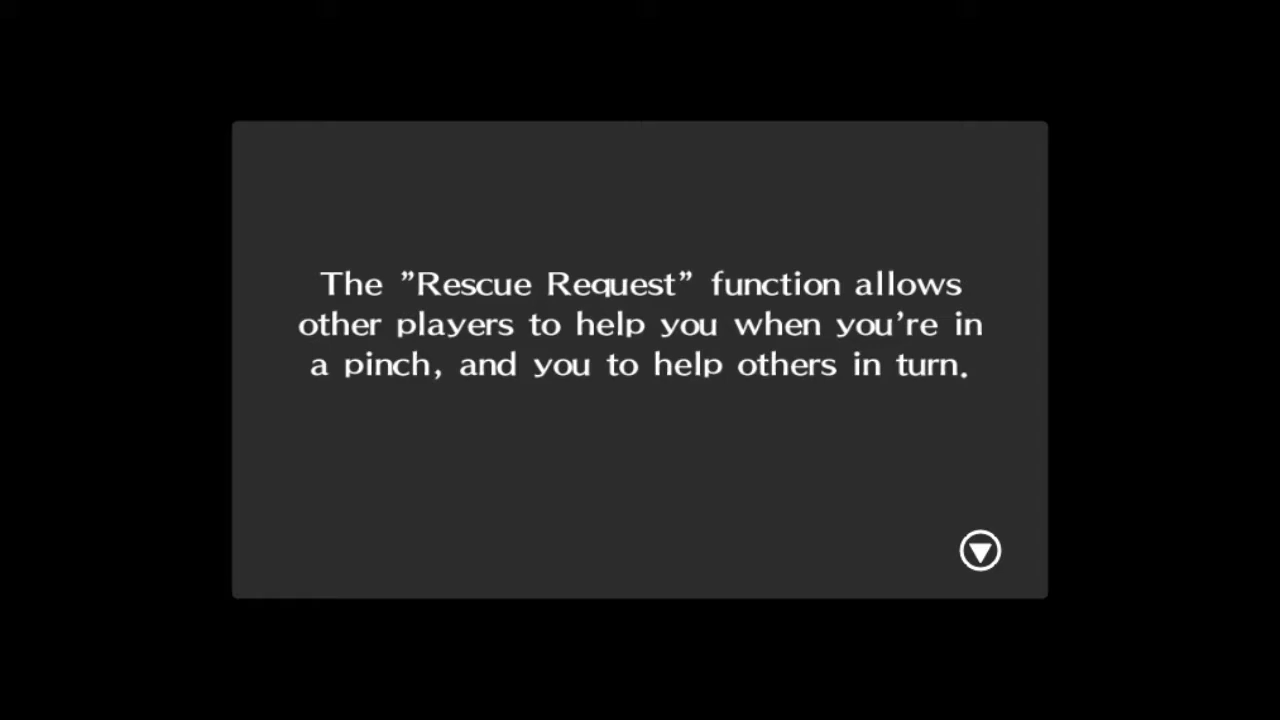 The ”Rescue Request” function allows
other players to help you when you’re in
a pinch, and you to help others in turn.